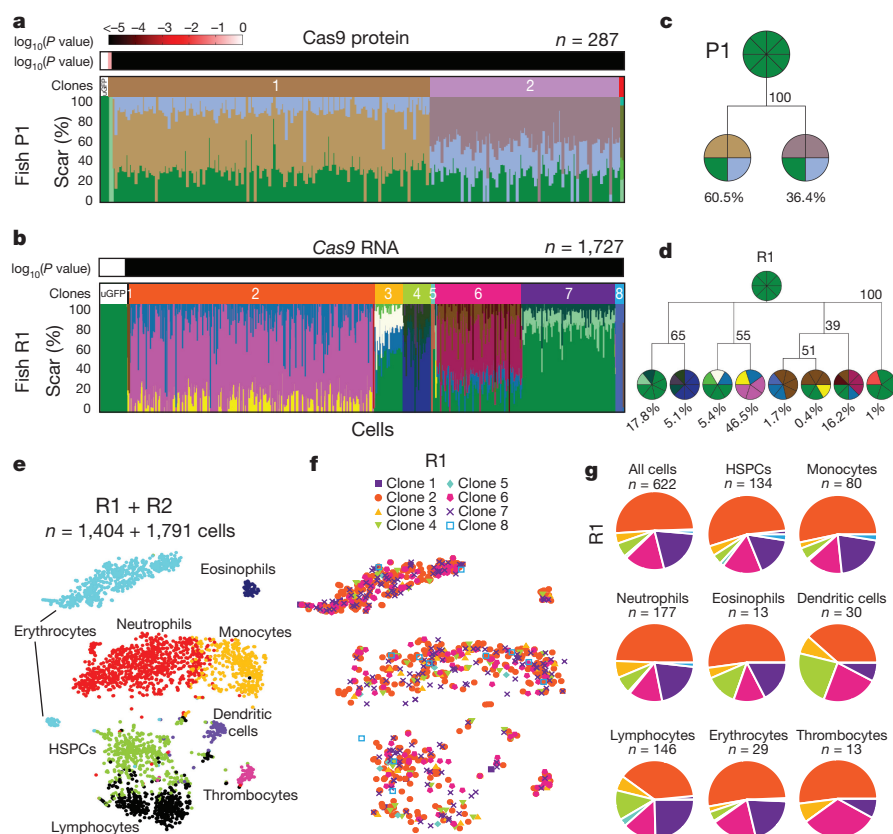 a
<−5 −4 −3 −2 −1 0
log10(P value)
log10(P value)
Cas9 protein
n = 287
Clones
uGFP
1
2
Fish P1
Scar (%)
100
80
60
40
20
0
b
Cas9 RNA
n = 1,727
log10(P value)
Clones
uGFP
1 2 3 4 5 6 7 8
Fish R1
Scar (%)
100
80
60
40
20
0
Cells
c
P1
100
60.5% 36.4%
d
R1
100
65 55 39
51
17.8% 5.1% 5.4% 46.5% 1.7% 0.4% 16.2% 1%
e
R1 + R2
n = 1,404 + 1,791 cells
Eosinophils
Erythrocytes
Neutrophils
Monocytes
Dendritic
cells
HSPCs
Thrombocytes
Lymphocytes
f
R1
Clone 1 Clone 5
Clone 2 Clone 6
Clone 3 Clone 7
Clone 4 Clone 8
g
R1
All cells
n = 622
HSPCs
n = 134
Monocytes
n = 80
Neutrophils
n = 177
Eosinophils
n = 13
Dendritic cells
n = 30
Lymphocytes
n = 146
Erythrocytes
n = 29
Thrombocytes
n = 13